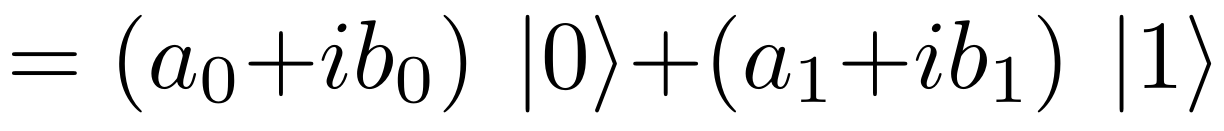 = (a₀+ib₀) |0⟩+(a₁+ib₁) |1⟩